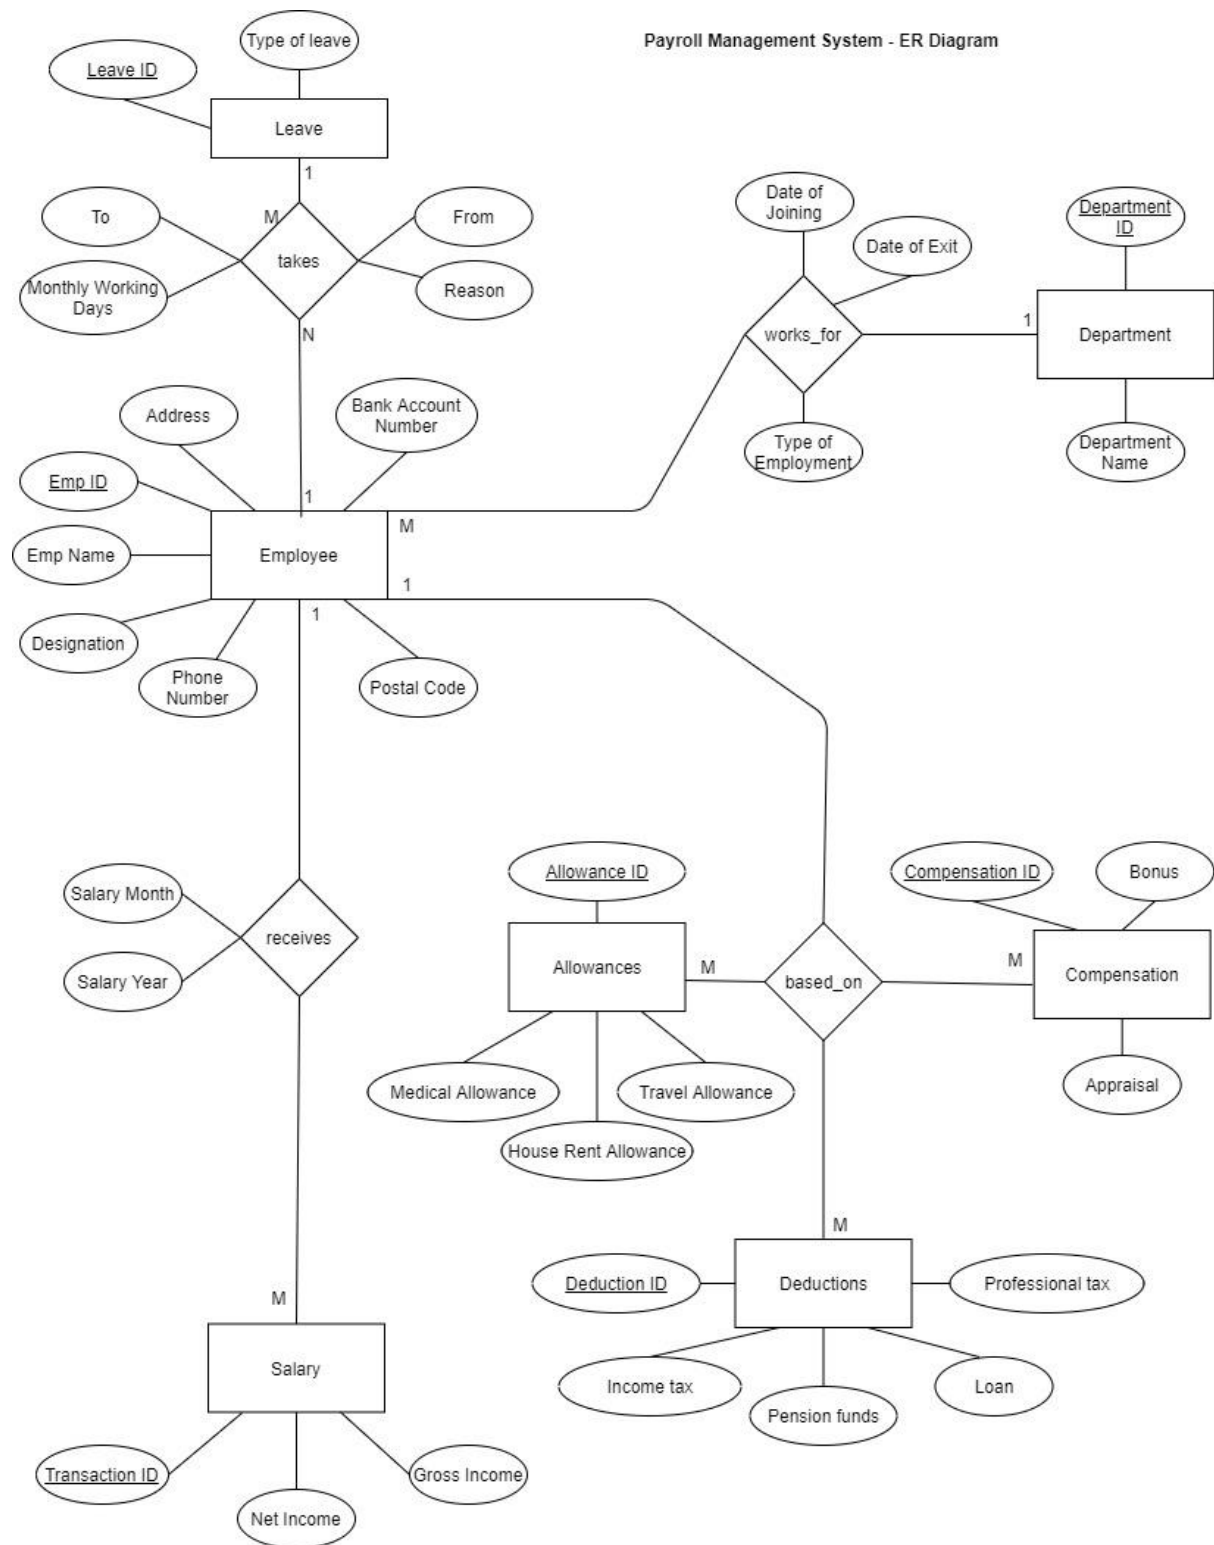 Payroll Management System - ER Diagram
Type of leave
Leave ID
Leave
1
M
To
From
takes
Monthly Working
Days
Reason
N
Date of
Joining
Date of Exit
Department
ID
works_for
1
Department
Type of
Employment
Department
Name
Address
Bank Account
Number
Emp ID
1
M
Emp Name
Employee
1
1
Designation
Phone
Number
Postal Code
Salary Month
receives
Salary Year
Allowance ID
Compensation ID
Bonus
Allowances
M
based_on
M
Compensation
Medical Allowance
Travel Allowance
House Rent Allowance
Appraisal
M
Deduction ID
Deductions
Professional tax
Income tax
Pension funds
Loan
M
Salary
Transaction ID
Net Income
Gross Income